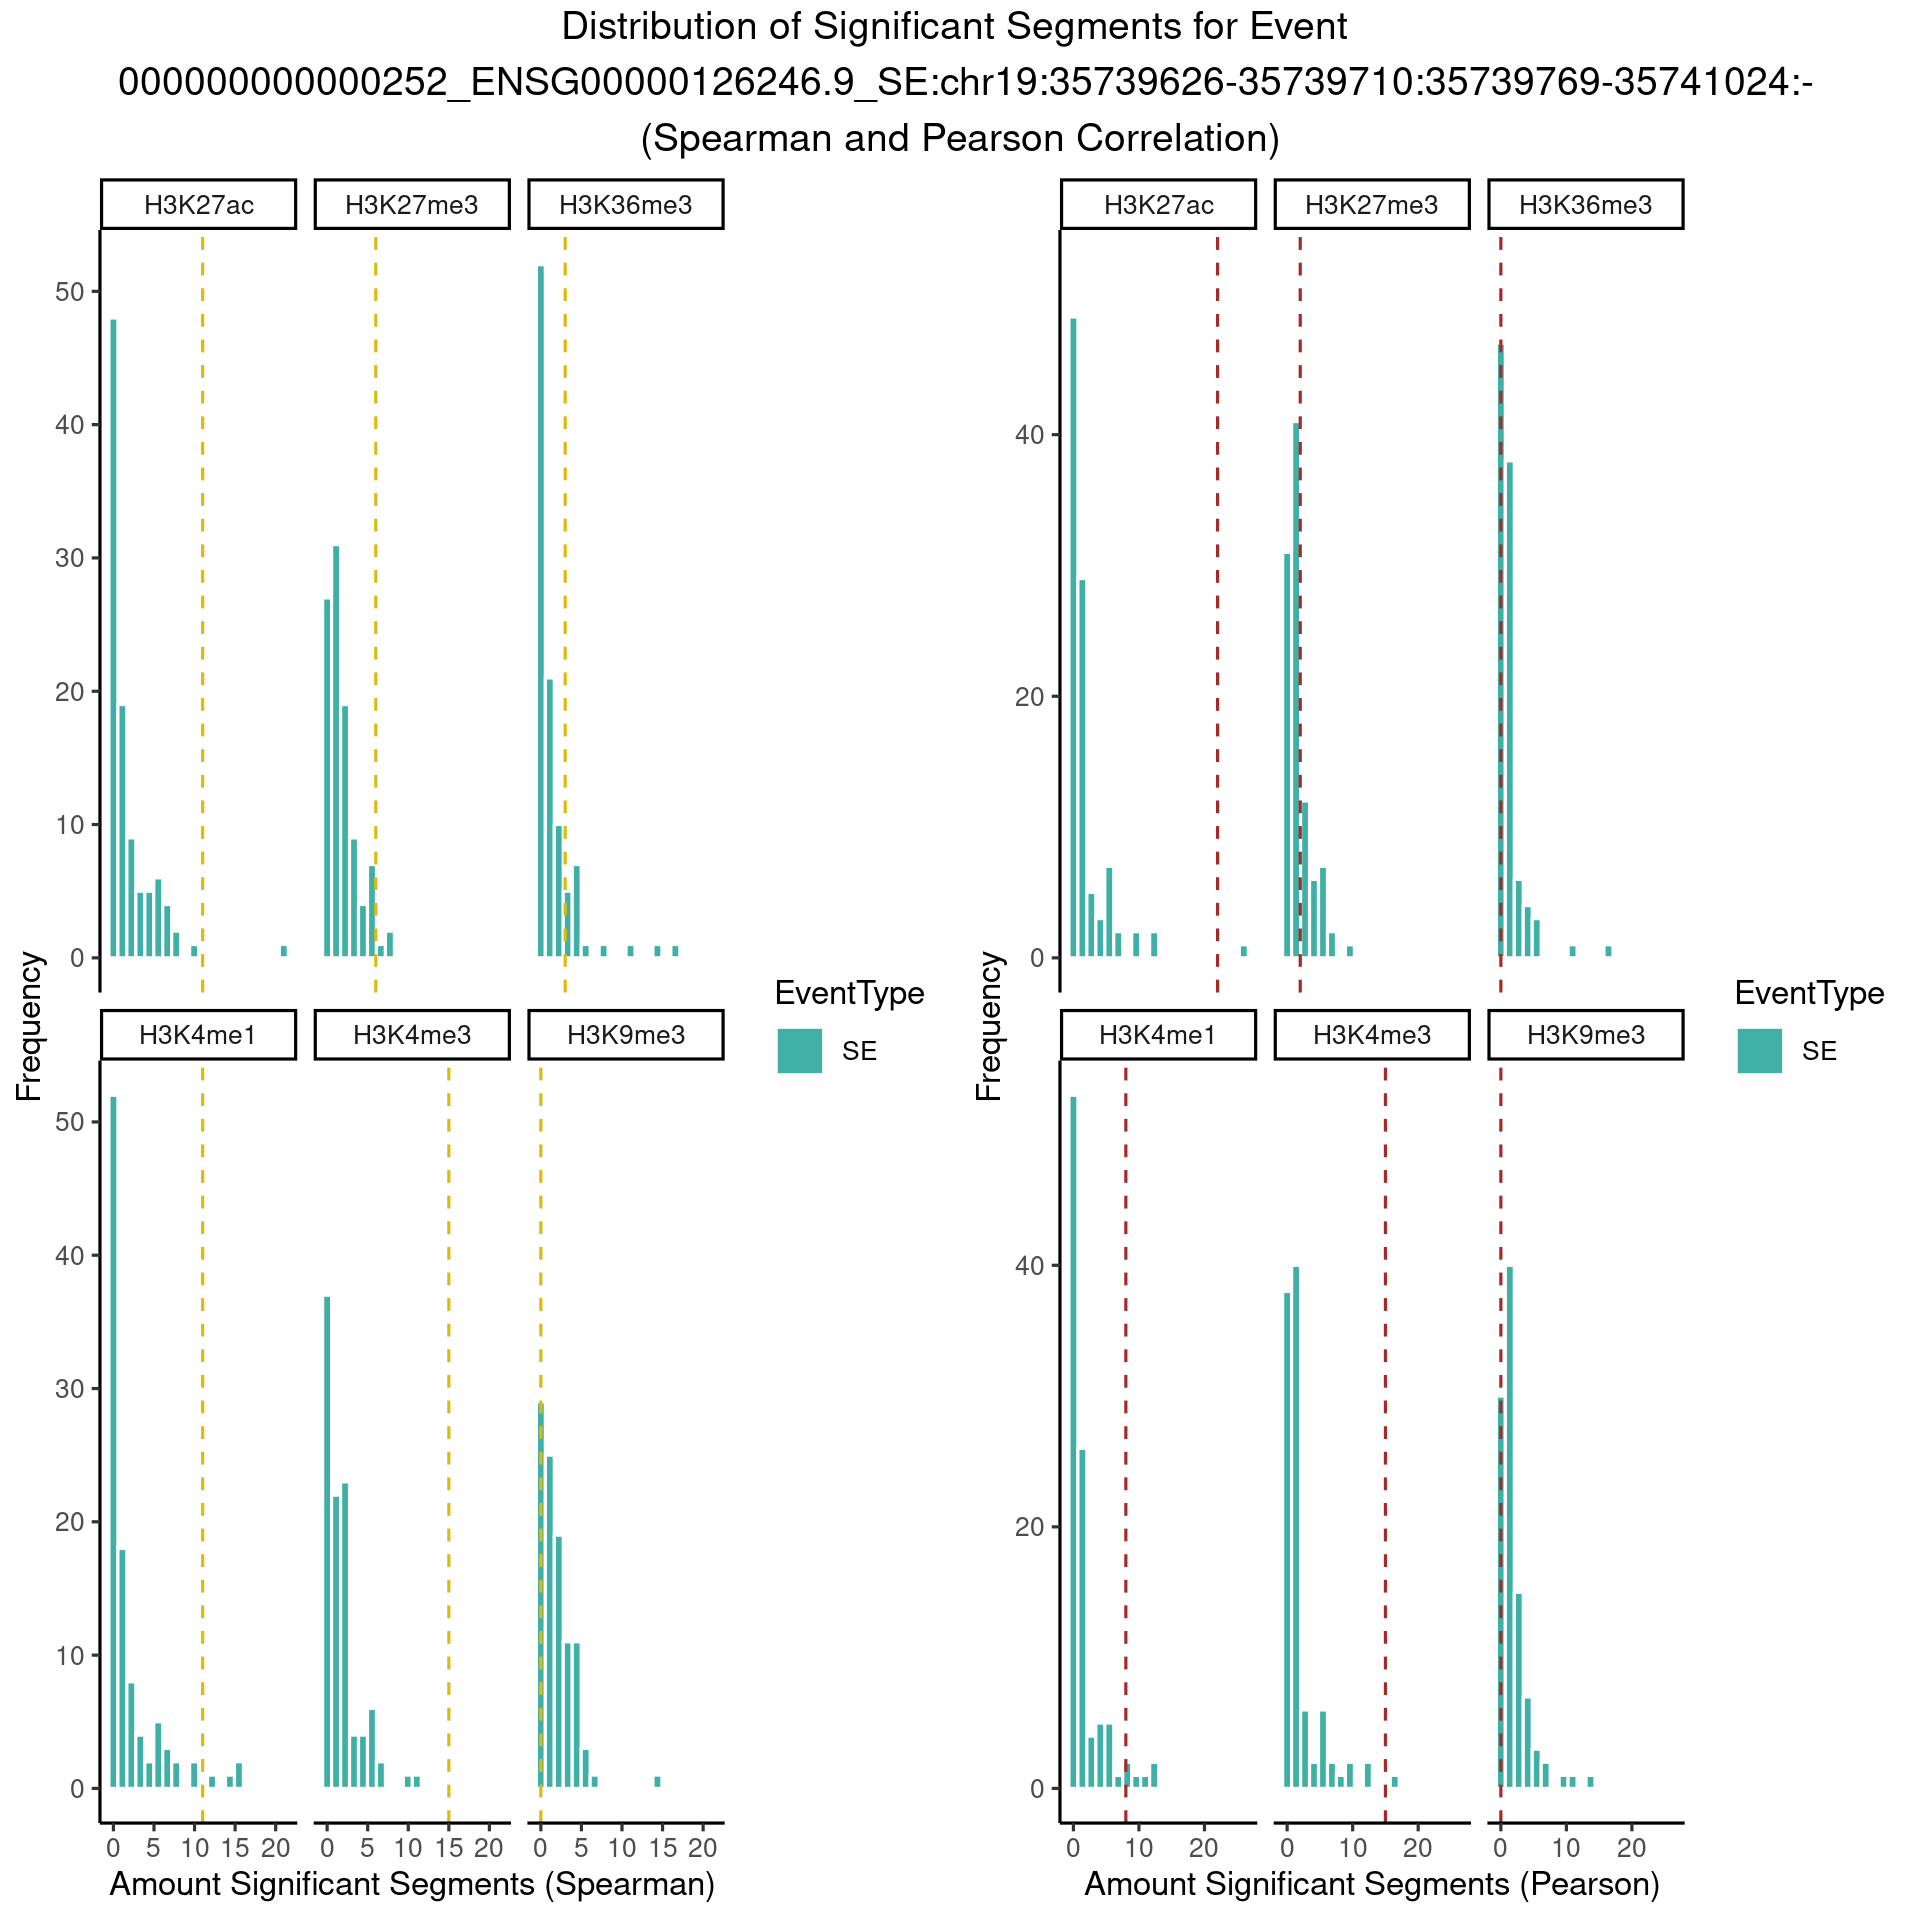 Distribution of Significant Segments for Event
000000000000252_ENSG00000126246.9_SE:chr19:35739626-35739710:35739769-35741024:-
(Spearman and Pearson Correlation)
H3K27ac H3K27me3 H3K36me3
50
40
30
20
10
0
H3K4me1 H3K4me3 H3K9me3
50
40
30
20
10
0
0 5 10 15 20 0 5 10 15 20 0 5 10 15 20
Amount Significant Segments (Spearman)
Frequency
EventType
SE
H3K27ac H3K27me3 H3K36me3
40
20
0
H3K4me1 H3K4me3 H3K9me3
40
20
0
0 10 20 0 10 20 0 10 20
Amount Significant Segments (Pearson)
Frequency
EventType
SE